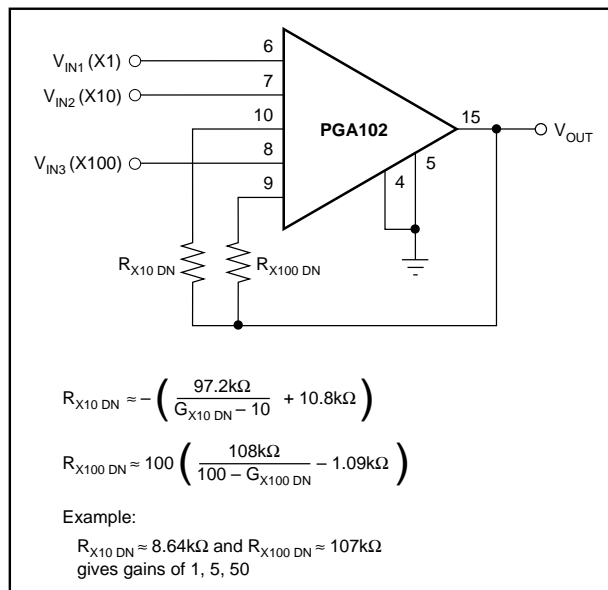 V_IN1 (X1)
6
V_IN2 (X10)
7
10
PGA102
15
V_OUT
V_IN3 (X100)
8
5
9
4
R_X10 DN
R_X100 DN
R_X10 DN ≈ – ( 97.2kΩ / G_X10 DN – 10 + 10.8kΩ )
R_X100 DN ≈ 100 ( 108kΩ / 100 – G_X100 DN – 1.09kΩ )
Example:
R_X10 DN ≈ 8.64kΩ and R_X100 DN ≈ 107kΩ
gives gains of 1, 5, 50